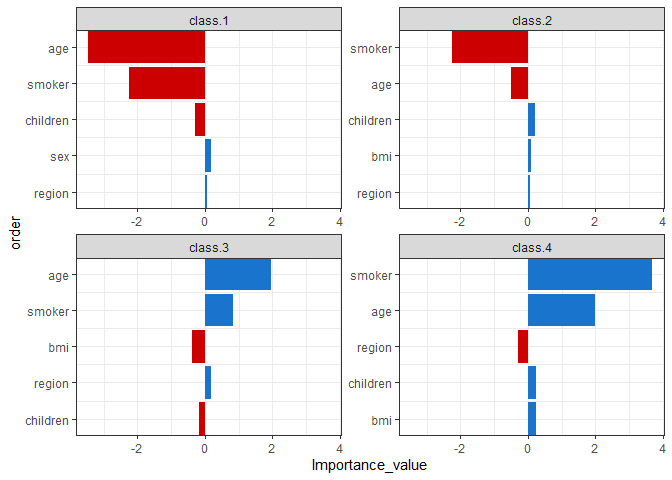 class.1
class.2
age
smoker
children
sex
region
smoker
age
children
bmi
region
-2 0 2 4
-2 0 2 4
order
class.3
class.4
age
smoker
bmi
region
children
smoker
age
region
children
bmi
-2 0 2 4
-2 0 2 4
Importance_value